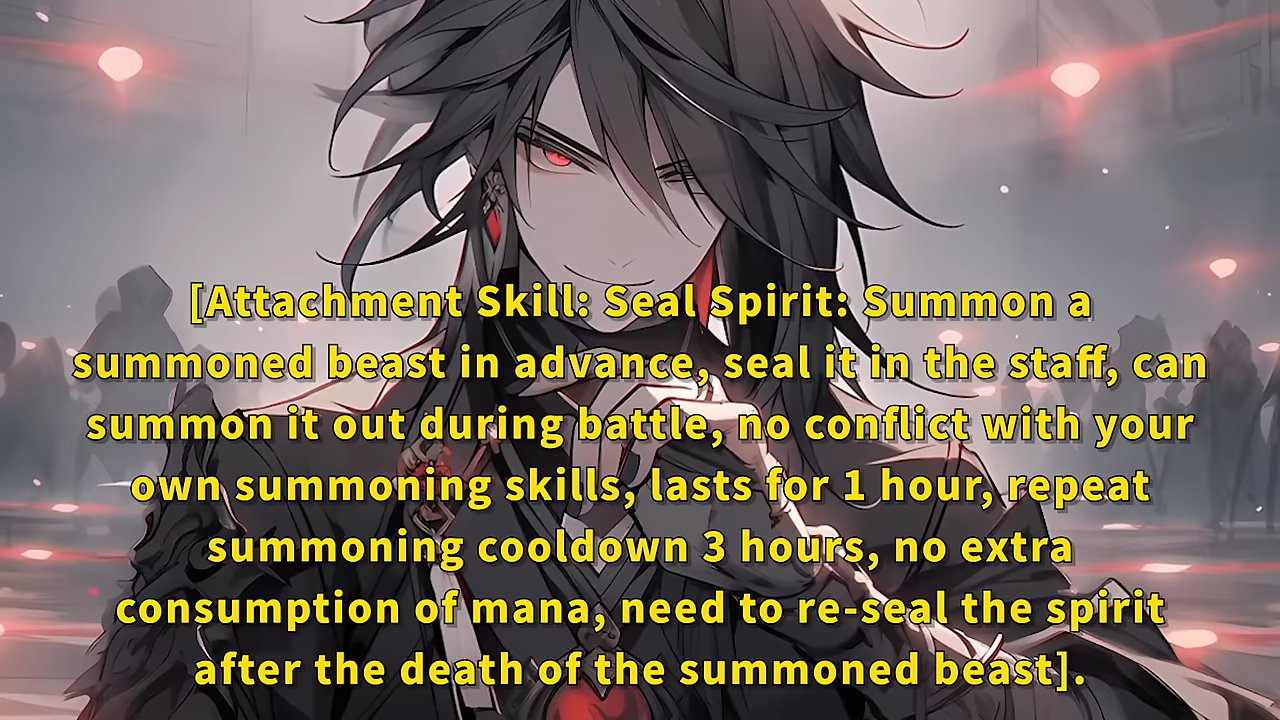 [Attachment Skill: Seal Spirit: Summon a
summoned beast in advance, seal it in the staff, can
summon it out during battle, no conflict with your
own summoning skills, lasts for 1 hour, repeat
summoning cooldown 3 hours, no extra
consumption of mana, need to re-seal the spirit
after the death of the summoned beast].